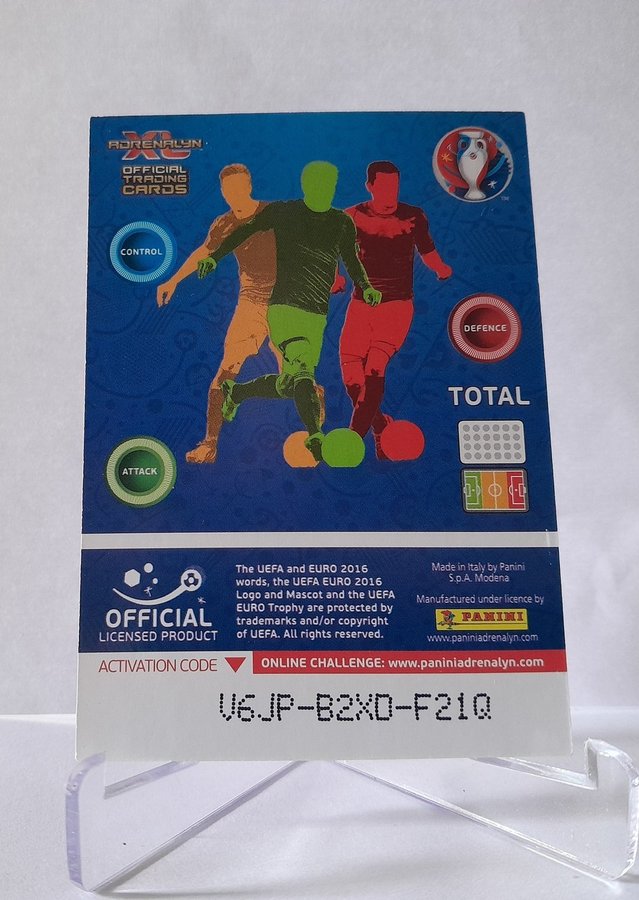 ADRENALYN
XL
OFFICIAL
TRADING
CARDS
CONTROL
DEFENCE
TOTAL
ATTACK
OFFICIAL
LICENSED PRODUCT
The UEFA and EURO 2016
words, the UEFA EURO 2016
Logo and Mascot and the UEFA
EURO Trophy are protected by
trademarks and/or copyright
of UEFA. All rights reserved.
Made in Italy by Panini
S.p.A. Modena
Manufactured under licence by
PANINI
www.paniniadrenalyn.com
ACTIVATION CODE
ONLINE CHALLENGE: www.paniniadrenalyn.com
V6JP-B2XD-F21Q